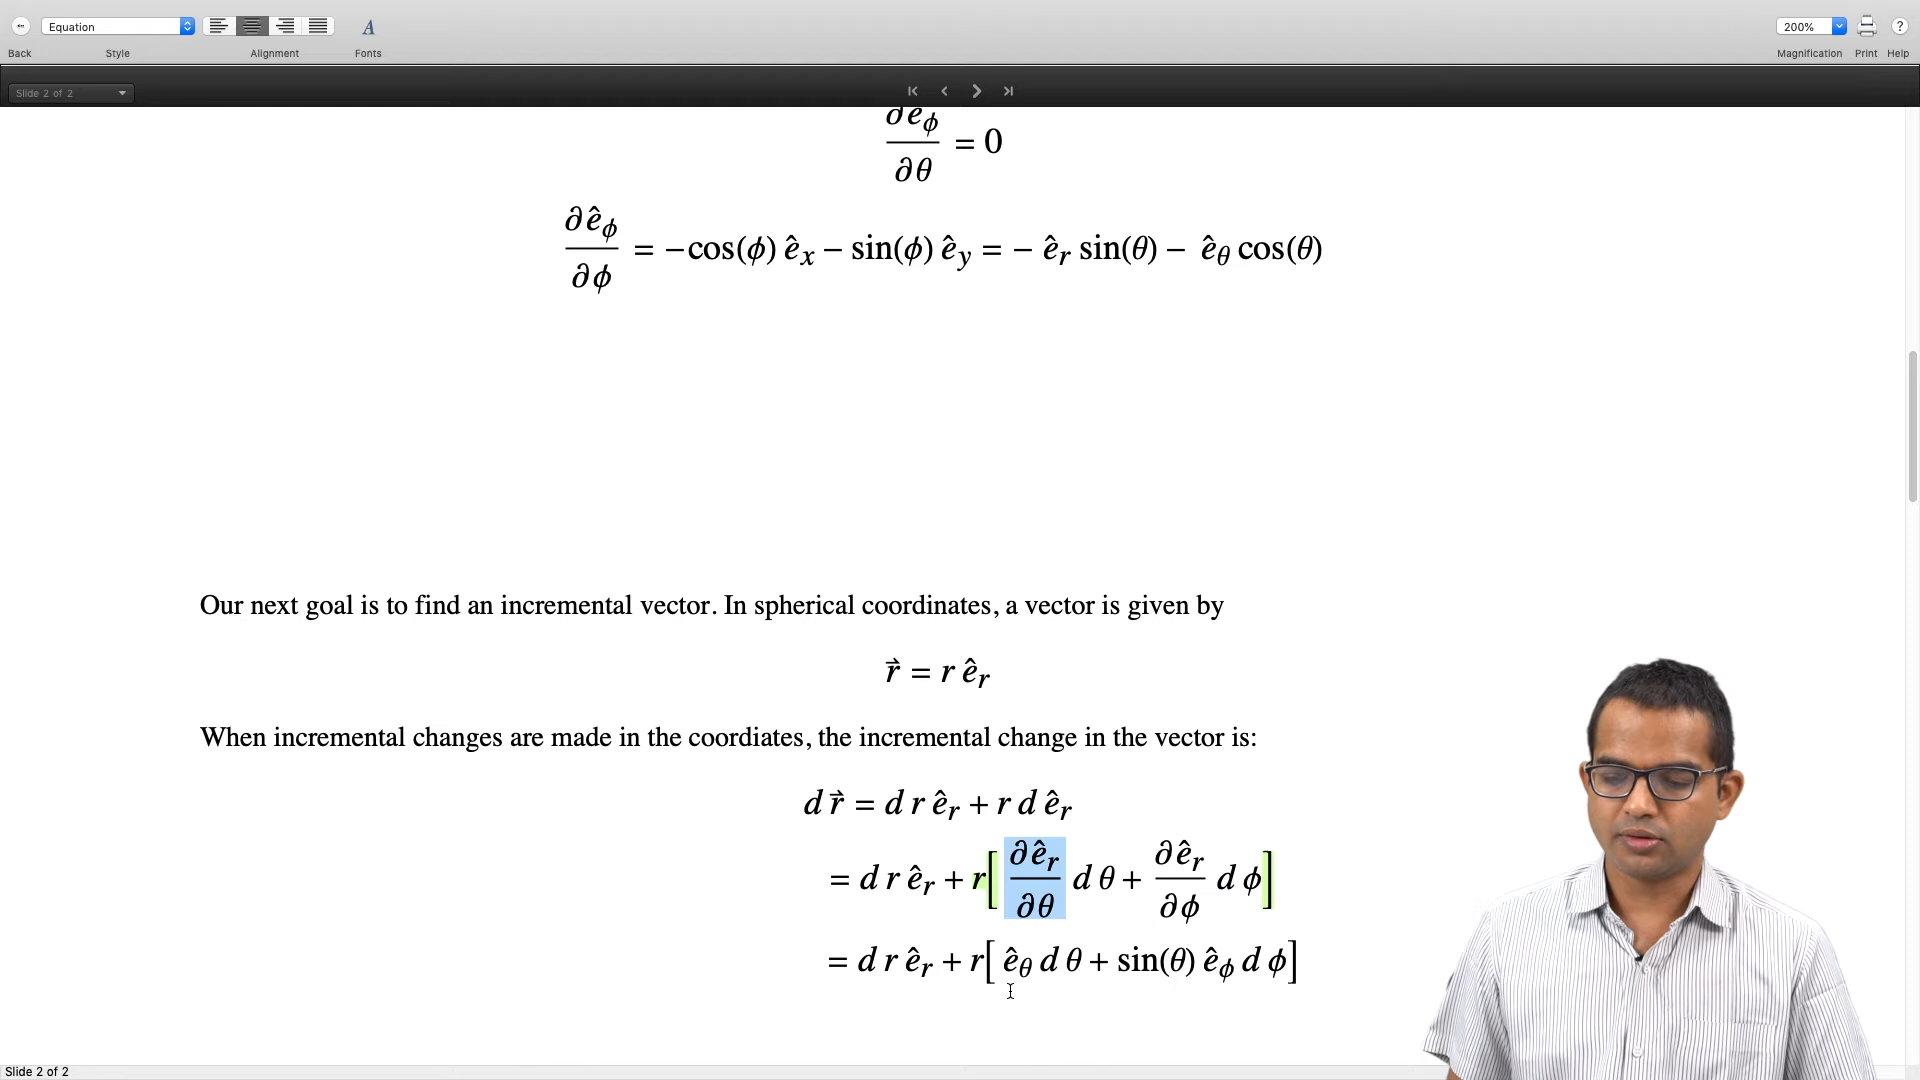 Equation
200%
Back
Style
Alignment
Fonts
Magnification
Print
Help
Slide 2 of 2
∂ê_ϕ/∂θ = 0
∂ê_ϕ/∂ϕ = −cos(ϕ) ê_x − sin(ϕ) ê_y = − ê_r sin(θ) − ê_θ cos(θ)
Our next goal is to find an incremental vector. In spherical coordinates, a vector is given by
r⃗ = r ê_r
When incremental changes are made in the coordiates, the incremental change in the vector is:
d r⃗ = d r ê_r + r d ê_r
= d r ê_r + r[ ∂ê_r/∂θ d θ + ∂ê_r/∂ϕ d ϕ]
= d r ê_r + r[ ê_θ d θ + sin(θ) ê_ϕ d ϕ]
Slide 2 of 2